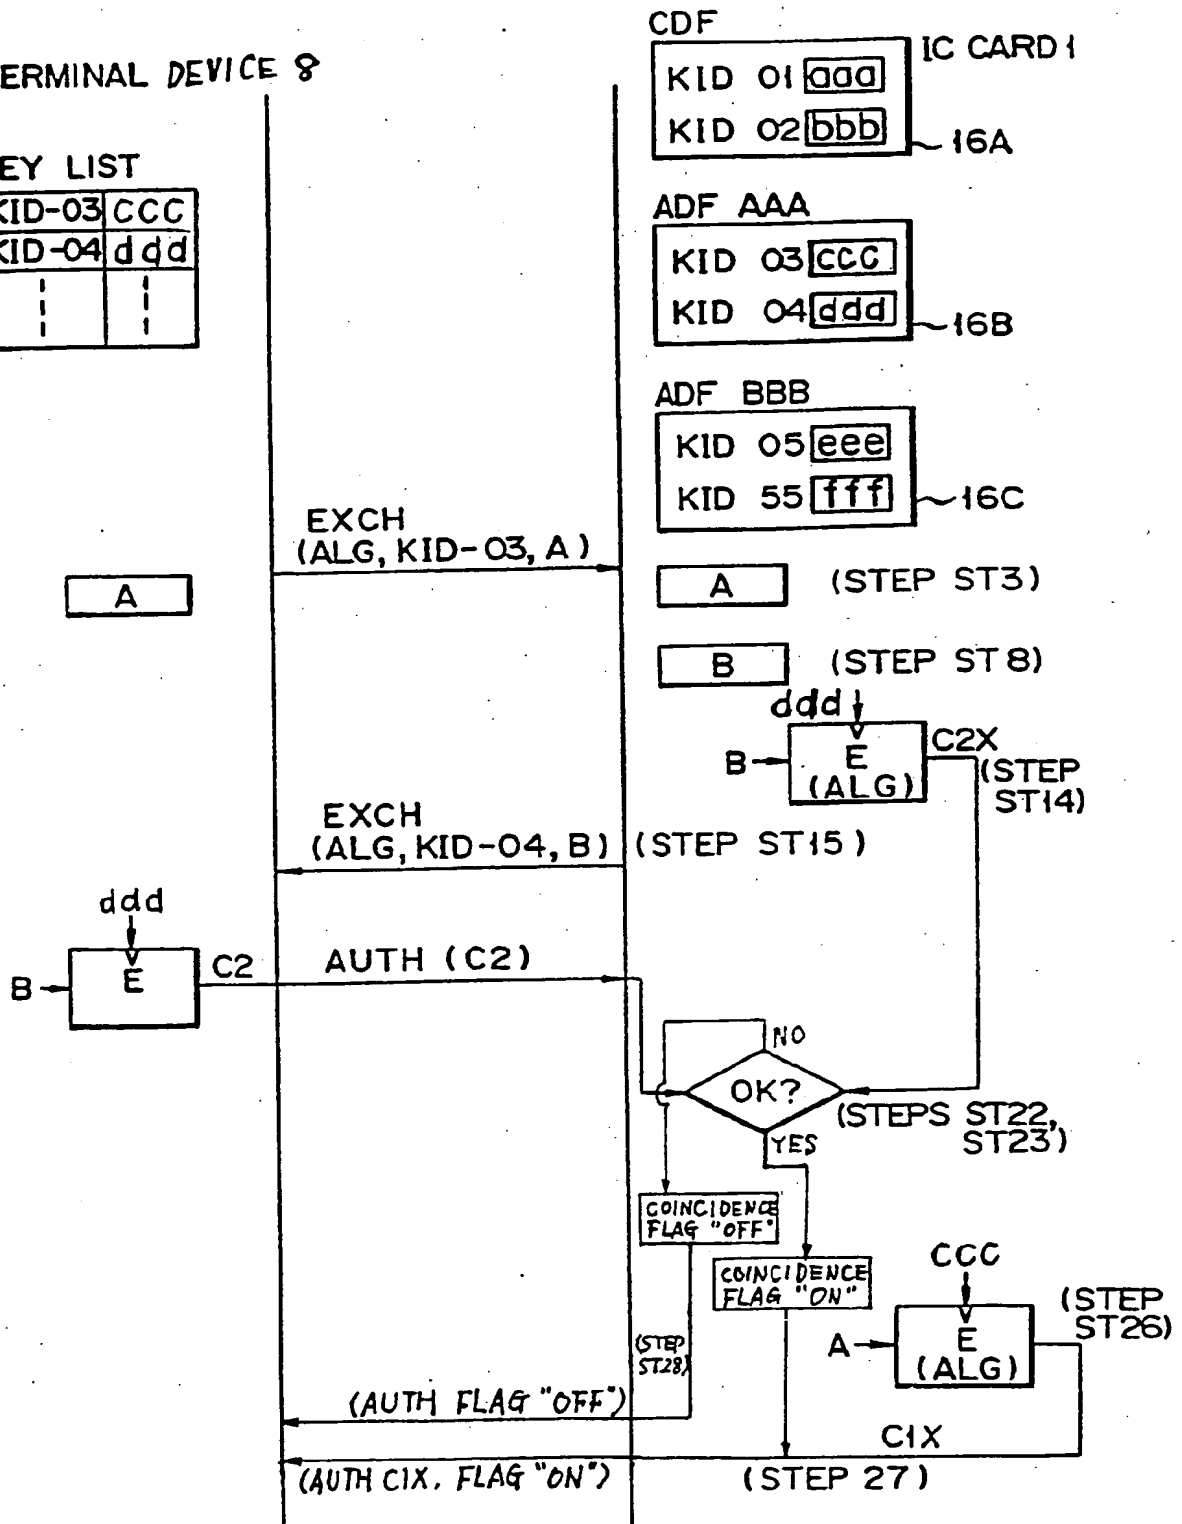 CDF
IC CARD 1
ERMINAL DEVICE 8
KID 01 aaa
KID 02 bbb
16A
EY LIST
KID-03 CCC
KID-04 ddd
ADF AAA
KID 03 CCC
KID 04 ddd
16B
ADF BBB
KID 05 eee
KID 55 fff
16C
EXCH
(ALG, KID-03, A)
A
A (STEP ST3)
B (STEP ST8)
ddd
B E C2X
(ALG)
(STEP
ST14)
EXCH
(ALG, KID-04, B) (STEP ST15)
ddd
B E C2
AUTH (C2)
NO
OK?
(STEPS ST22,
ST23)
YES
COINCIDENCE
FLAG "OFF"
COINCIDENCE
FLAG "ON"
CCC
A E
(ALG)
(STEP
ST26)
(STEP
ST28)
(AUTH FLAG "OFF")
C1X
(AUTH C1X, FLAG "ON")
(STEP 27)